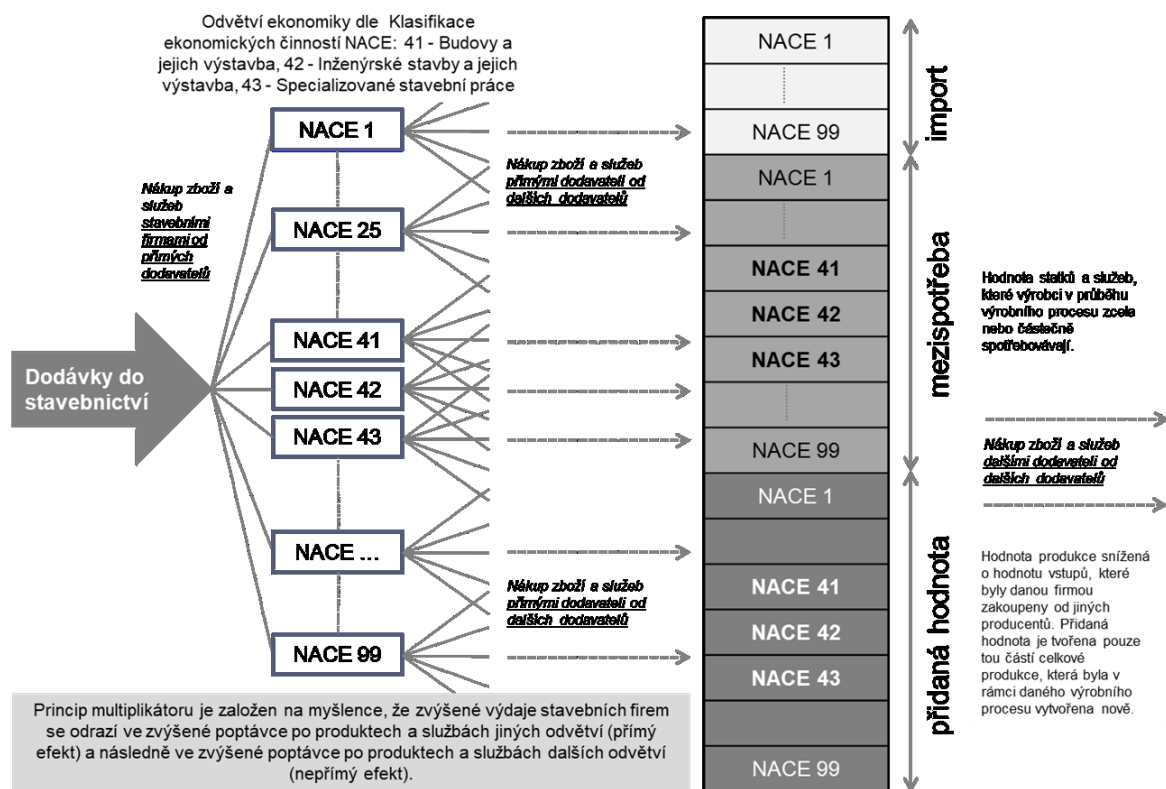 Odvětví ekonomiky dle Klasifikace
ekonomických činností NACE: 41 - Budovy a
jejich výstavba, 42 - Inženýrské stavby a jejich
výstavba, 43 - Specializované stavební práce
Dodávky do
stavebnictví
Nákup zboží a
služeb
stavebními
firmami od
přímých
dodavatelů
NACE 1
NACE 25
NACE 41
NACE 42
NACE 43
NACE ...
NACE 99
Nákup zboží a služeb
přímými dodavateli od
dalších dodavatelů
Nákup zboží a služeb
přímými dodavateli od
dalších dodavatelů
NACE 1
NACE 99
NACE 1
NACE 41
NACE 42
NACE 43
NACE 99
NACE 1
NACE 41
NACE 42
NACE 43
NACE 99
import
mezispotřeba
přidaná hodnota
Hodnota statků a služeb,
které výrobci v průběhu
výrobního procesu zcela
nebo částečně
spotřebovávají.
Nákup zboží a služeb
dalšími dodavateli od
dalších dodavatelů
Hodnota produkce snížená
o hodnotu vstupů, které
byly danou firmou
zakoupeny od jiných
producentů. Přidaná
hodnota je tvořena pouze
tou částí celkové
produkce, která byla v
rámci daného výrobního
procesu vytvořena nově.
Princip multiplikátoru je založen na myšlence, že zvýšené výdaje stavebních firem
se odrazí ve zvýšené poptávce po produktech a službách jiných odvětví (přímý
efekt) a následně ve zvýšené poptávce po produktech a službách dalších odvětví
(nepřímý efekt).